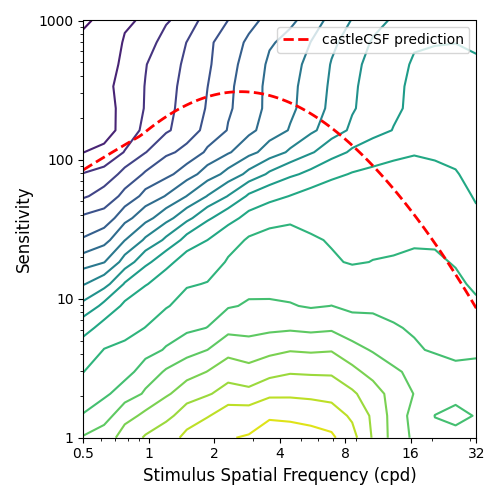 castleCSF prediction
Sensitivity
1000
100
10
1
0.5 1 2 4 8 16 32
Stimulus Spatial Frequency (cpd)